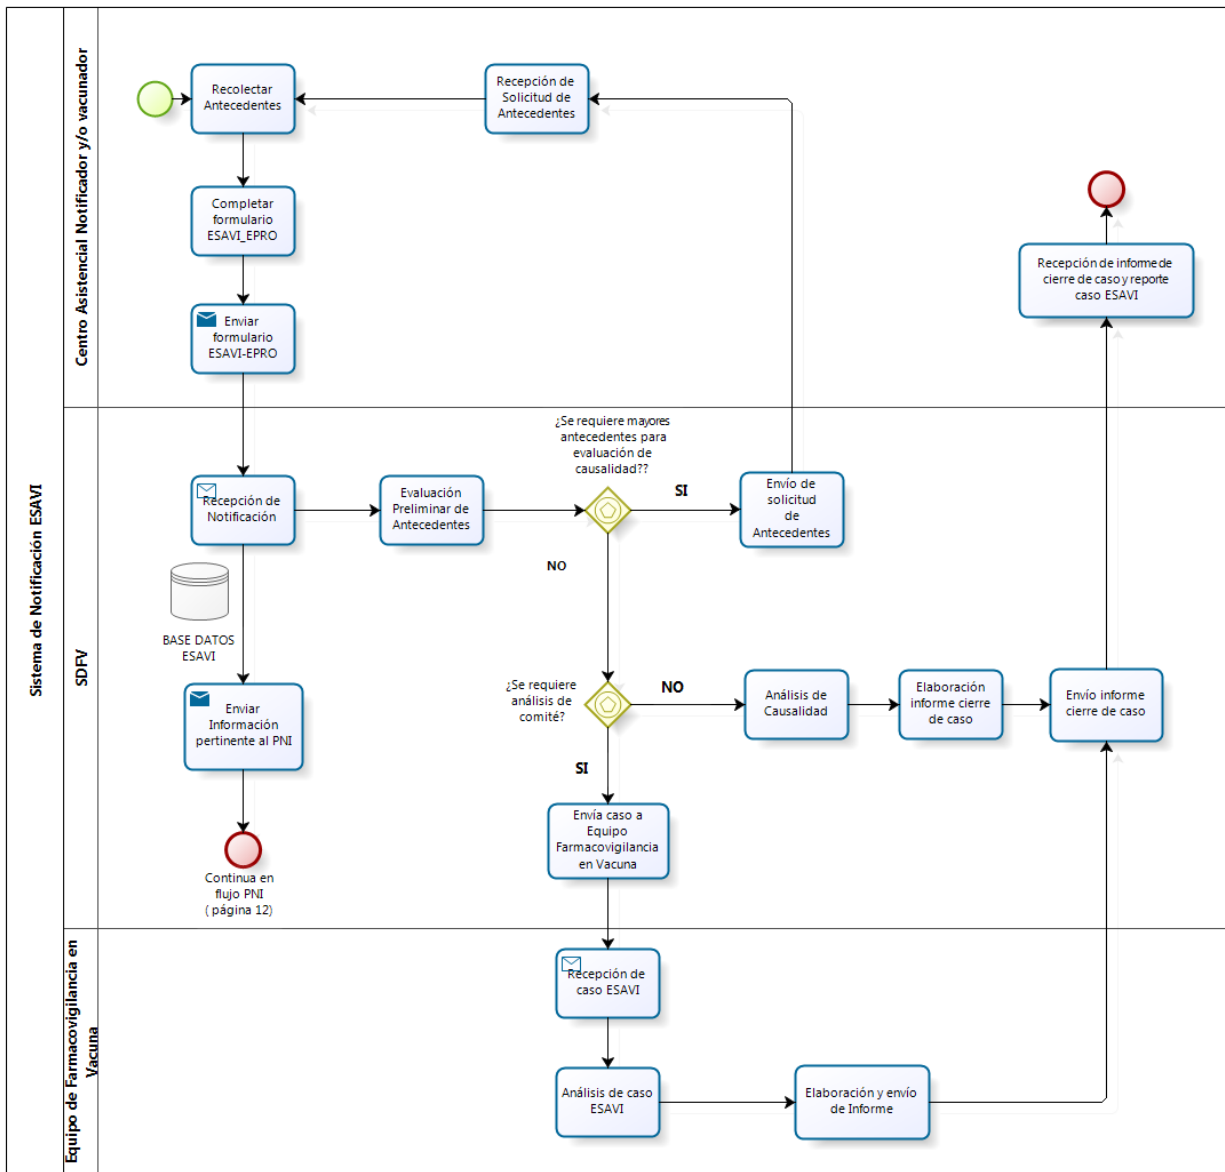 Sistema de Notificación ESAVI
Centro Asistencial Notificador y/o vacunador
Recolectar
Antecedentes
Recepción de
Solicitud de
Antecedentes
Completar
formulario
ESAVI_EPRO
Enviar
formulario
ESAVI-EPRO
Recepción de informe de
cierre de caso y reporte
caso ESAVI
SDFV
¿Se requiere mayores
antecedentes para
evaluación de
causalidad??
Recepción de
Notificación
Evaluación
Preliminar de
Antecedentes
SI
Envío de
solicitud
de
Antecedentes
NO
BASE DATOS
ESAVI
Enviar
Información
pertinente al PNI
¿Se requiere
análisis de
comité?
NO
Análisis de
Causalidad
Elaboración
informe cierre
de caso
Envío informe
cierre de caso
SI
Envía caso a
Equipo
Farmacovigilancia
en Vacuna
Continua en
flujo PNI
( página 12)
Equipo de Farmacovigilancia en
Vacuna
Recepción de
caso ESAVI
Análisis de caso
ESAVI
Elaboración y envío
de Informe